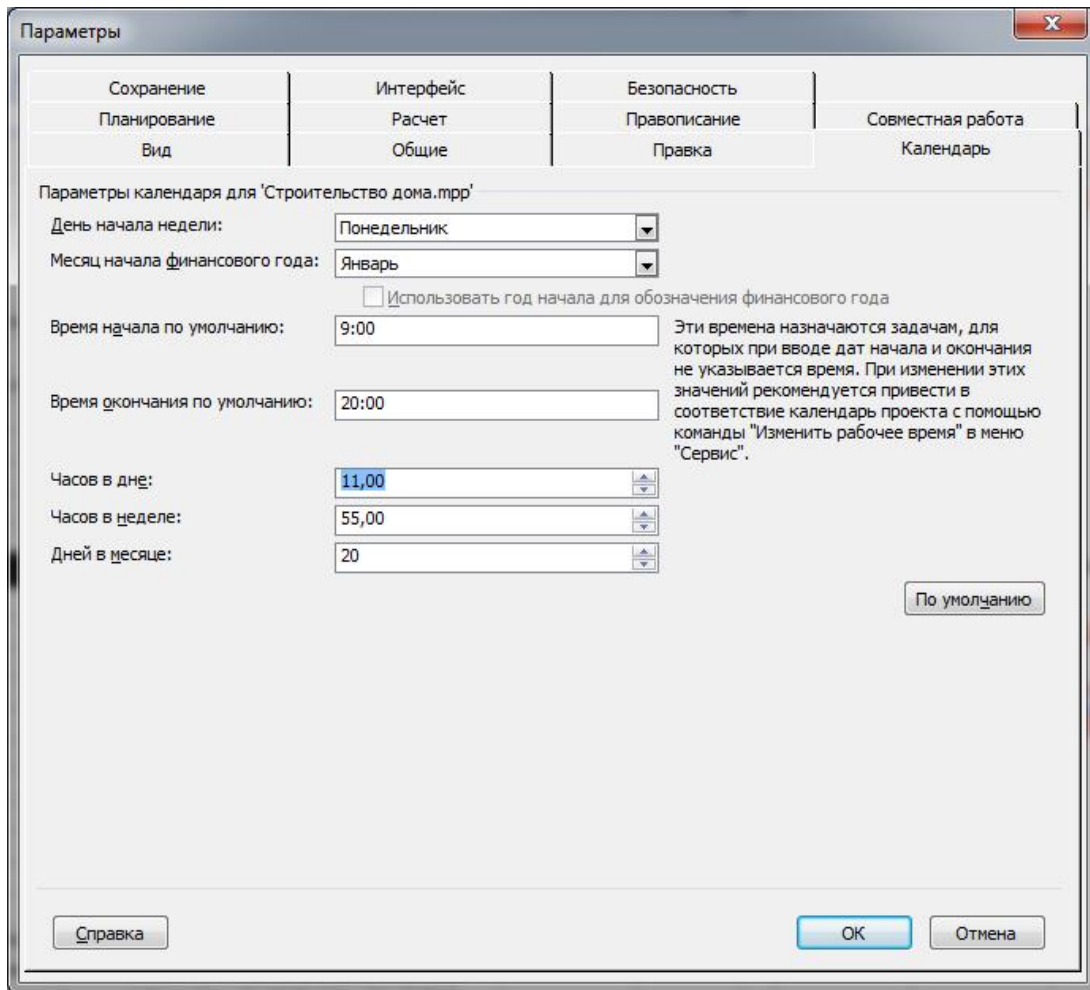 Параметры
Сохранение Интерфейс Безопасность
Планирование Расчет Правописание Совместная работа
Вид Общие Правка Календарь
Параметры календаря для 'Строительство дома.mpp'
День начала недели: Понедельник
Месяц начала финансового года: Январь
Использовать год начала для обозначения финансового года
Время начала по умолчанию: 9:00
Эти времена назначаются задачам, для
которых при вводе дат начала и окончания
не указывается время. При изменении этих
значений рекомендуется привести в
соответствие календарь проекта с помощью
команды "Изменить рабочее время" в меню
"Сервис".
Время окончания по умолчанию: 20:00
Часов в дне: 11,00
Часов в неделе: 55,00
Дней в месяце: 20
По умолчанию
Справка ОК Отмена